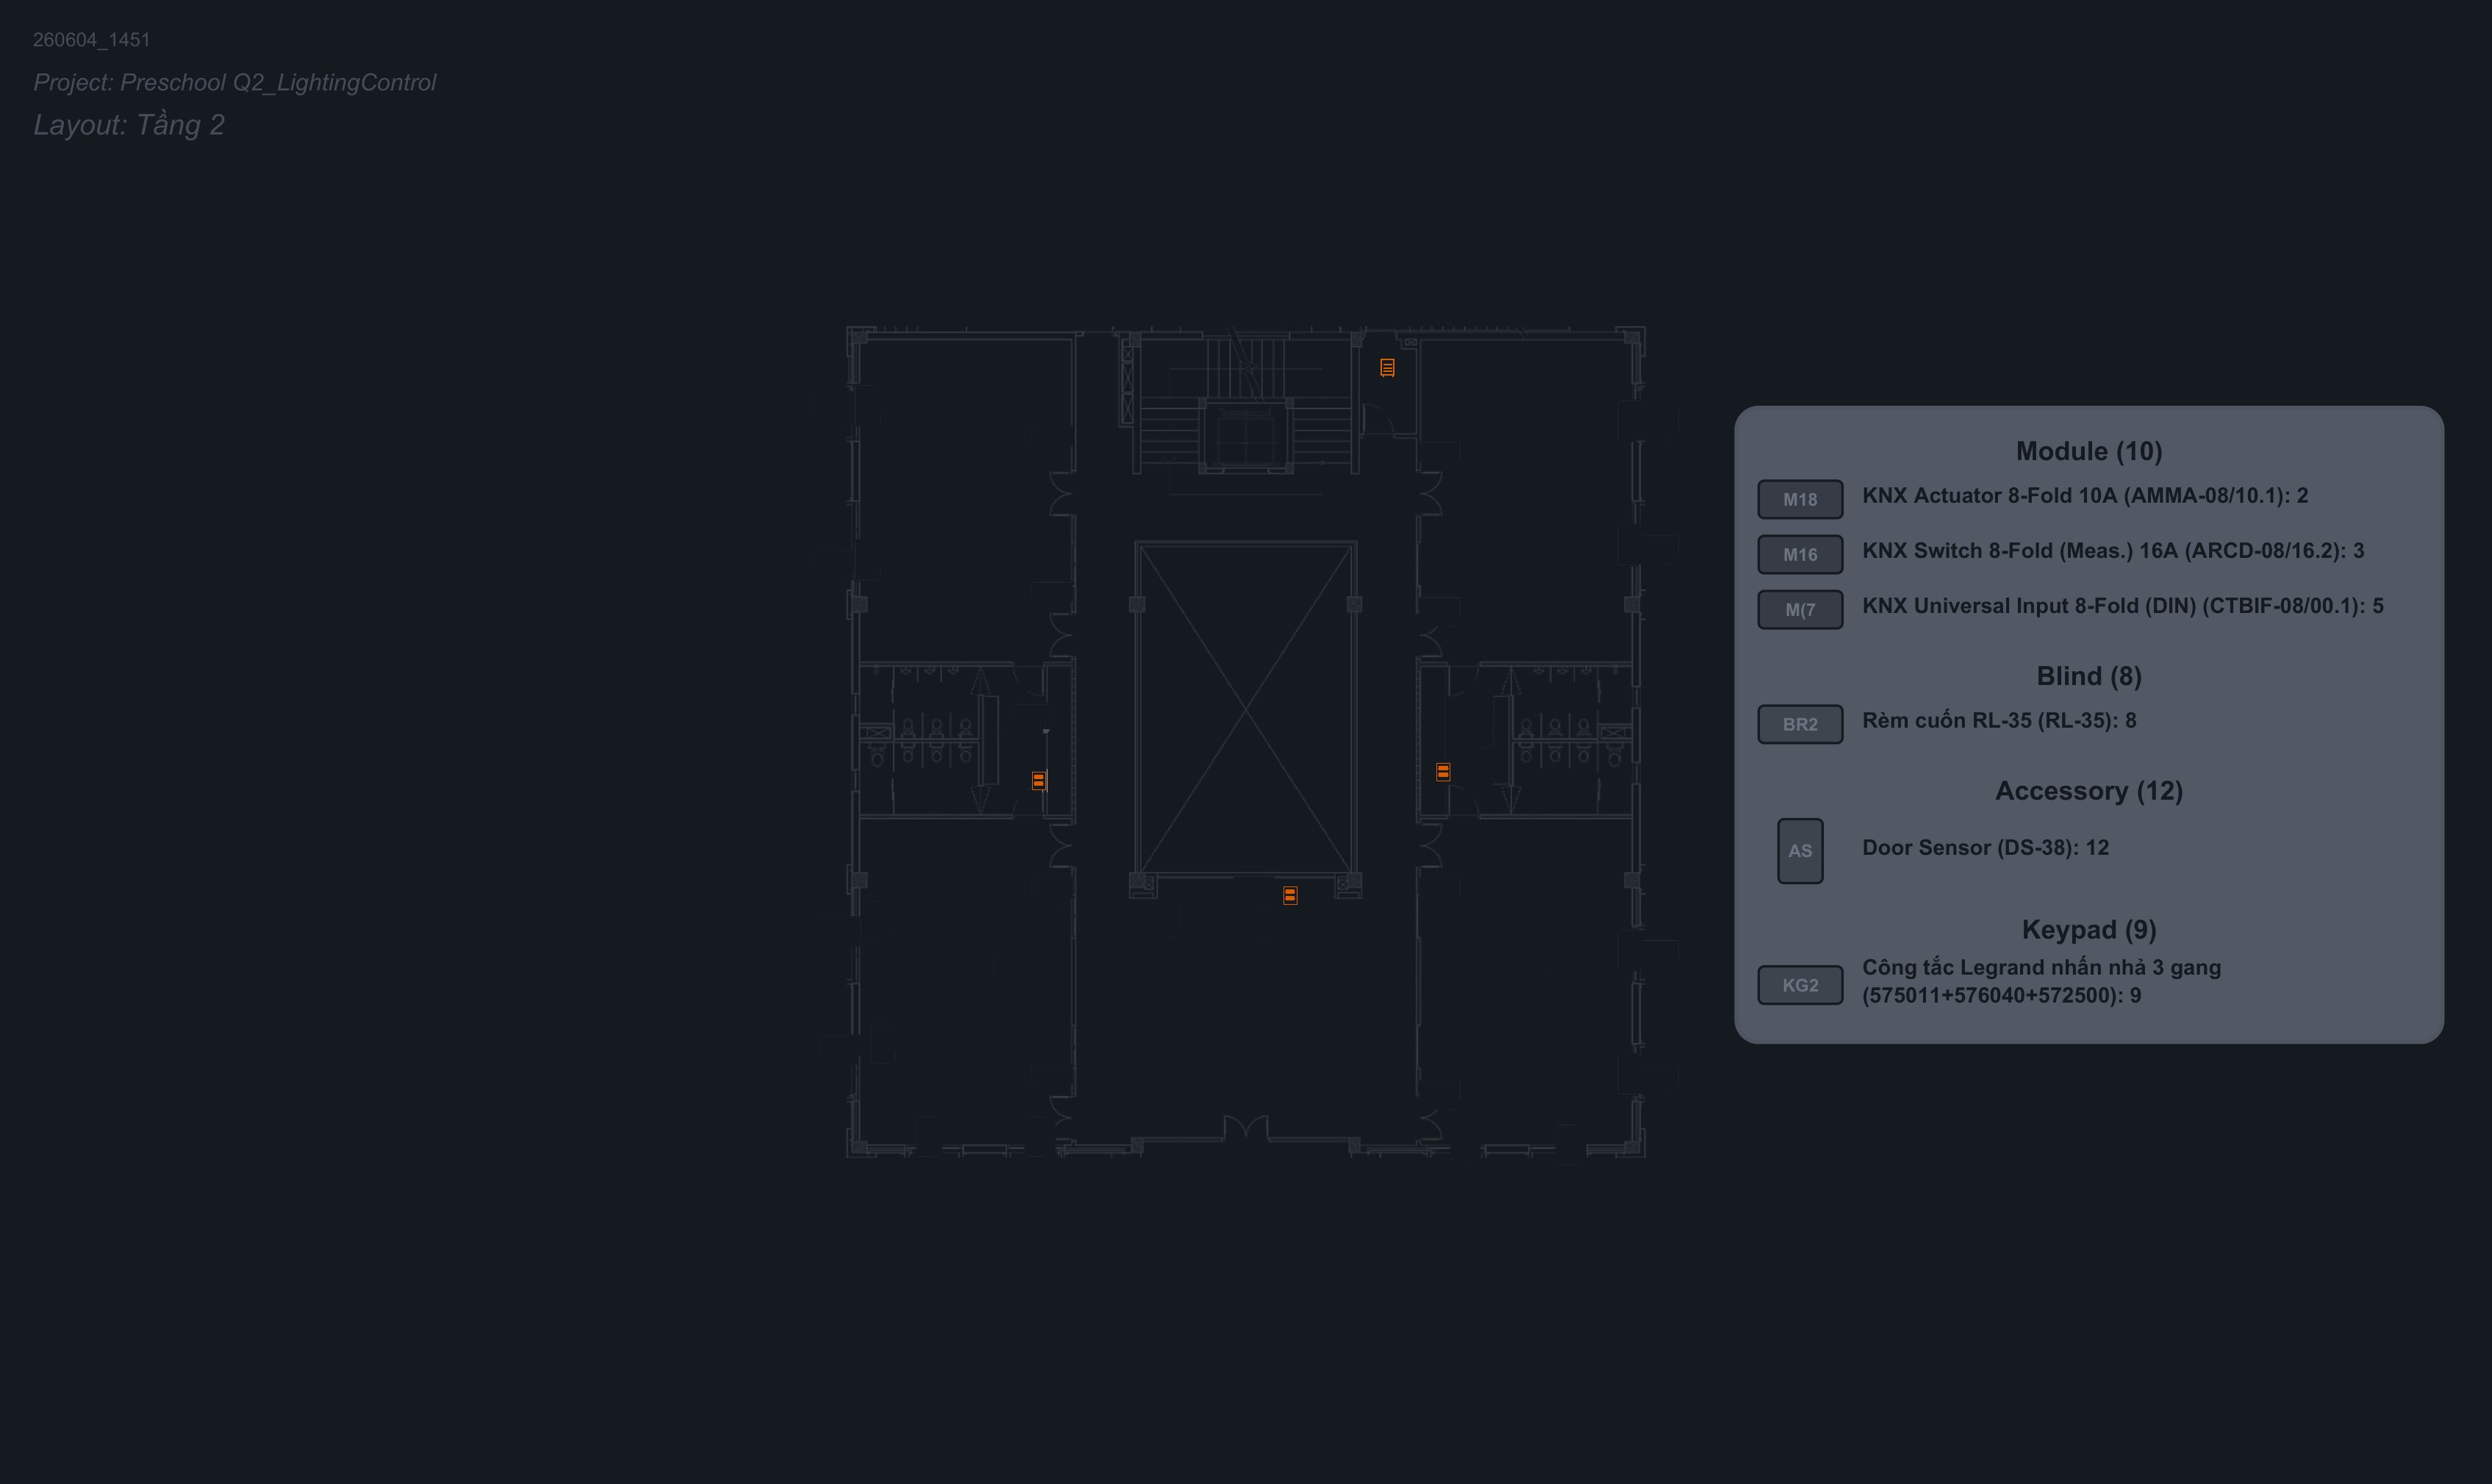 260604_1451
Project: Preschool Q2_LightingControl
Layout: Tầng 2
Module (10)
M18 KNX Actuator 8-Fold 10A (AMMA-08/10.1): 2
M16 KNX Switch 8-Fold (Meas.) 16A (ARCD-08/16.2): 3
M(7 KNX Universal Input 8-Fold (DIN) (CTBIF-08/00.1): 5
Blind (8)
BR2 Rèm cuốn RL-35 (RL-35): 8
Accessory (12)
AS Door Sensor (DS-38): 12
Keypad (9)
KG2 Công tắc Legrand nhấn nhả 3 gang
(575011+576040+572500): 9